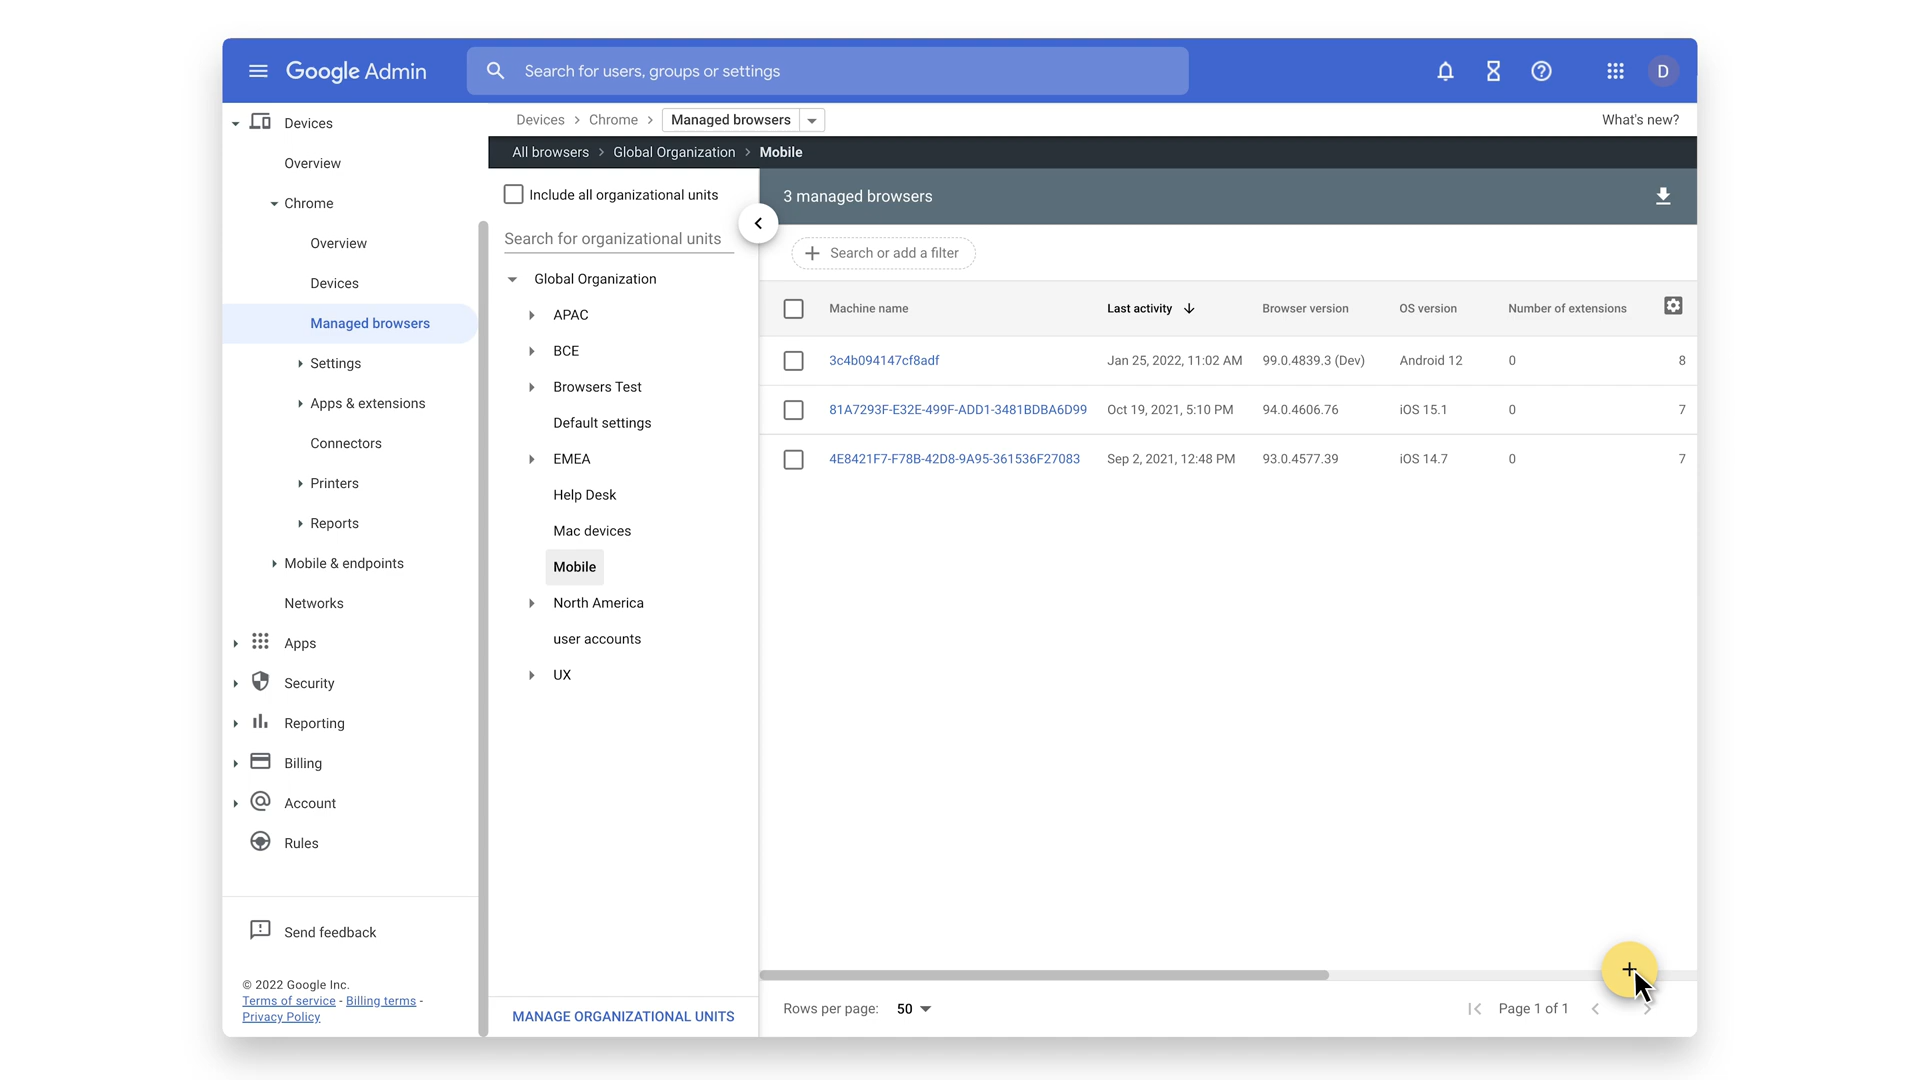 Google Admin
Search for users, groups or settings
D
Devices
Overview
Chrome
Overview
Devices
Managed browsers
Settings
Apps & extensions
Connectors
Printers
Reports
Mobile & endpoints
Networks
Apps
Security
Reporting
Billing
Account
Rules
Send feedback
© 2022 Google Inc.
Terms of service - Billing terms -
Privacy Policy
Devices > Chrome > Managed browsers
What's new?
All browsers > Global Organization > Mobile
Include all organizational units
Search for organizational units
Global Organization
APAC
BCE
Browsers Test
Default settings
EMEA
Help Desk
Mac devices
Mobile
North America
user accounts
UX
MANAGE ORGANIZATIONAL UNITS
3 managed browsers
+ Search or add a filter
Machine name Last activity Browser version OS version Number of extensions
3c4b094147cf8adf Jan 25, 2022, 11:02 AM 99.0.4839.3 (Dev) Android 12 0 8
81A7293F-E32E-499F-ADD1-3481BDBA6D99 Oct 19, 2021, 5:10 PM 94.0.4606.76 iOS 15.1 0 7
4E8421F7-F78B-42D8-9A95-361536F27083 Sep 2, 2021, 12:48 PM 93.0.4577.39 iOS 14.7 0 7
Rows per page: 50
Page 1 of 1